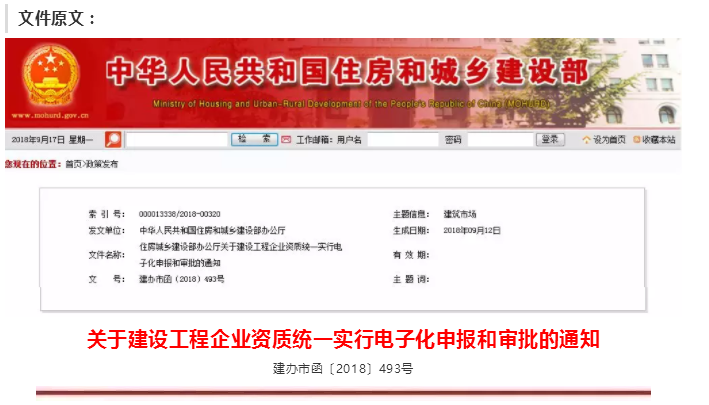 文件原文：
中华人民共和国住房和城乡建设部
Ministry of Housing and Urban-Rural Development of the People's Republic of China (MOHURD)
www.mohurd.gov.cn
2018年9月17日 星期一 检 索 工作邮箱：用户名 密码 登录 设为首页 收藏本站
您现在的位置：首页>政策发布
索 引 号： 000013338/2018-00320 主题信息： 建筑市场
发文单位： 中华人民共和国住房和城乡建设部办公厅 生成日期： 2018年09月12日
文件名称： 住房城乡建设部办公厅关于建设工程企业资质统一实行电 有 效 期：
子化申报和审批的通知
文 号： 建办市函〔2018〕493号 主 题 词：
关于建设工程企业资质统一实行电子化申报和审批的通知
建办市函〔2018〕493号